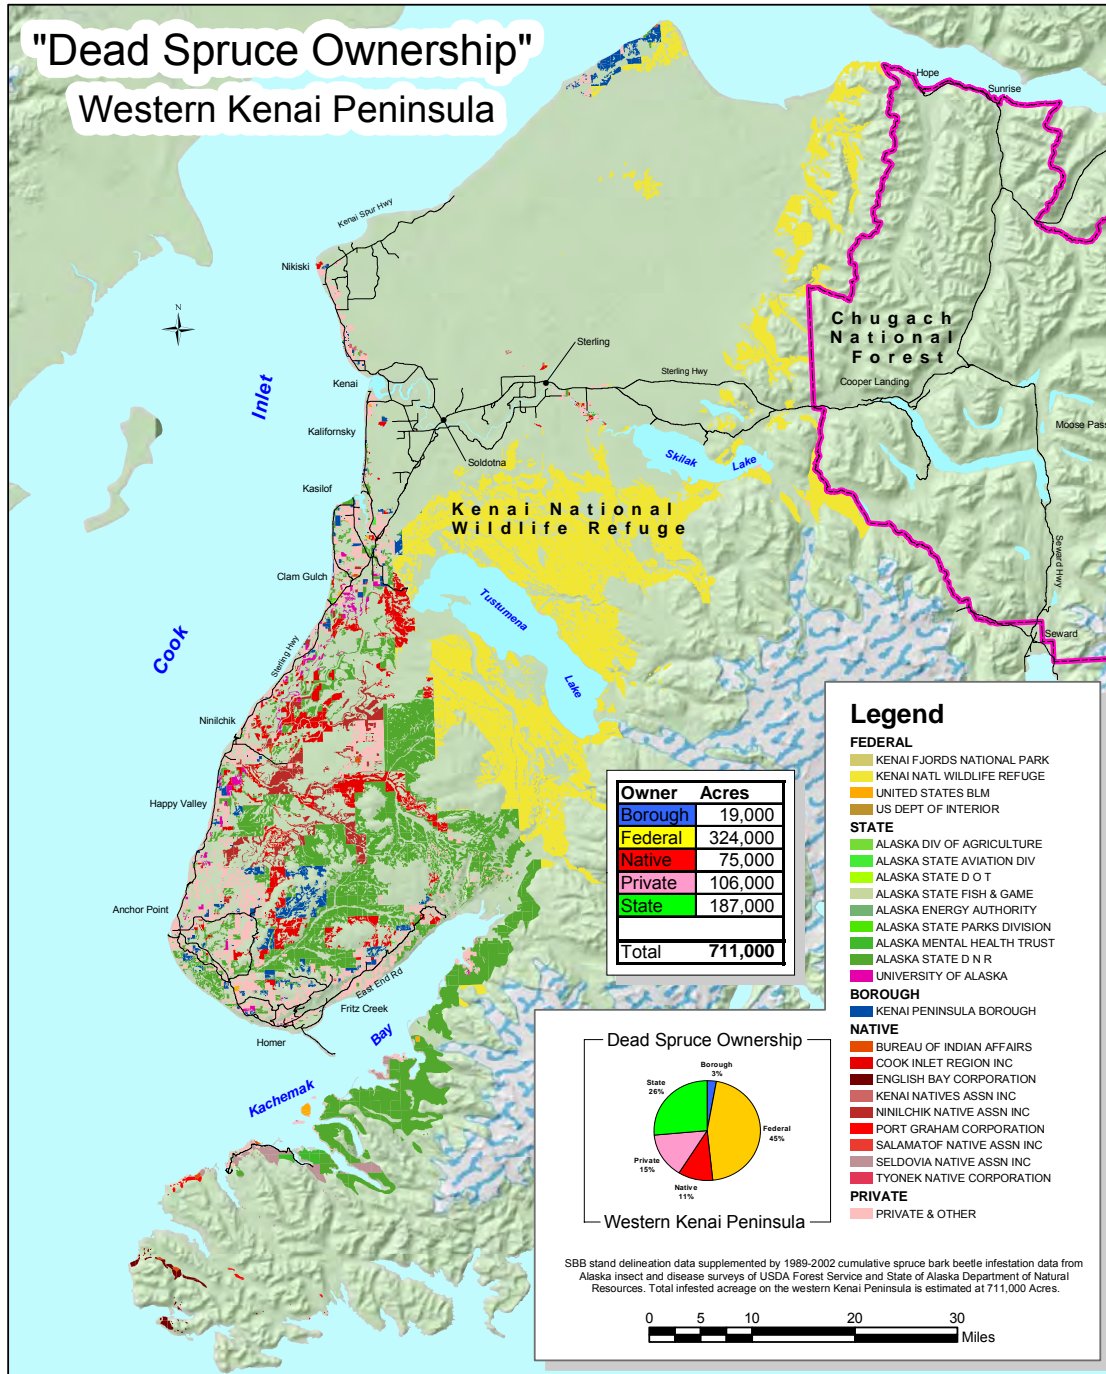 "Dead Spruce Ownership"
Western Kenai Peninsula
Hope
Sunrise
Kenai Spur Hwy
Nikiski
N
Chugach
National
Forest
Sterling
Sterling Hwy
Kenai
Cooper Landing
Cook Inlet
Kalifornsky
Moose Pass
Soldotna
Skilak Lake
Kasilof
Kenai National
Wildlife Refuge
Clam Gulch
Seward Hwy
Tustumena Lake
Sterling Hwy
Seward
Ninilchik
Happy Valley
Anchor Point
East End Rd
Fritz Creek
Homer
Kachemak Bay
Owner Acres
Borough 19,000
Federal 324,000
Native 75,000
Private 106,000
State 187,000
Total 711,000
Legend
FEDERAL
KENAI FJORDS NATIONAL PARK
KENAI NATL WILDLIFE REFUGE
UNITED STATES BLM
US DEPT OF INTERIOR
STATE
ALASKA DIV OF AGRICULTURE
ALASKA STATE AVIATION DIV
ALASKA STATE D O T
ALASKA STATE FISH & GAME
ALASKA ENERGY AUTHORITY
ALASKA STATE PARKS DIVISION
ALASKA MENTAL HEALTH TRUST
ALASKA STATE D N R
UNIVERSITY OF ALASKA
BOROUGH
KENAI PENINSULA BOROUGH
NATIVE
BUREAU OF INDIAN AFFAIRS
COOK INLET REGION INC
ENGLISH BAY CORPORATION
KENAI NATIVES ASSN INC
NINILCHIK NATIVE ASSN INC
PORT GRAHAM CORPORATION
SALAMATOF NATIVE ASSN INC
SELDOVIA NATIVE ASSN INC
TYONEK NATIVE CORPORATION
PRIVATE
PRIVATE & OTHER
Dead Spruce Ownership
Borough
3%
State
26%
Federal
45%
Private
15%
Native
11%
Western Kenai Peninsula
SBB stand delineation data supplemented by 1989-2002 cumulative spruce bark beetle infestation data from
Alaska insect and disease surveys of USDA Forest Service and State of Alaska Department of Natural
Resources. Total infested acreage on the western Kenai Peninsula is estimated at 711,000 Acres.
0 5 10 20 30
Miles